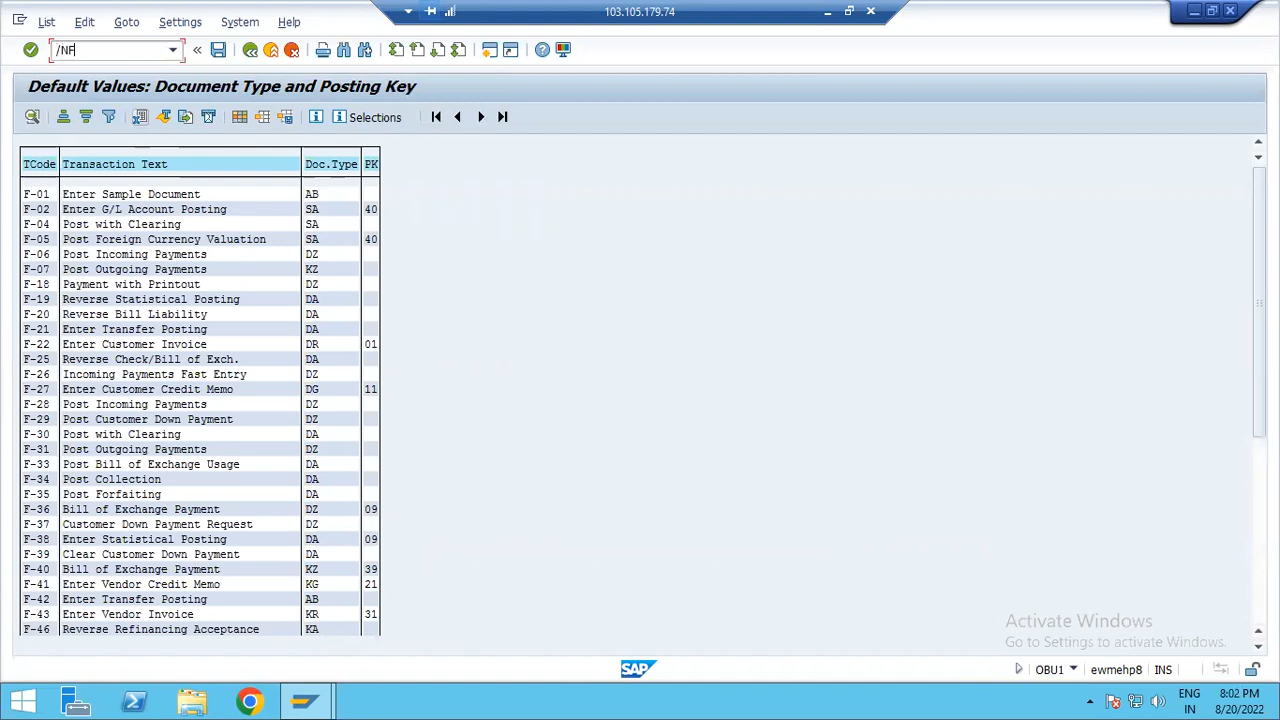 103.105.179.74
List Edit Goto Settings System Help
/NF
Default Values: Document Type and Posting Key
Selections
TCode Transaction Text Doc.Type PK
F-01 Enter Sample Document AB
F-02 Enter G/L Account Posting SA 40
F-04 Post with Clearing SA
F-05 Post Foreign Currency Valuation SA 40
F-06 Post Incoming Payments DZ
F-07 Post Outgoing Payments KZ
F-18 Payment with Printout DZ
F-19 Reverse Statistical Posting DA
F-20 Reverse Bill Liability DA
F-21 Enter Transfer Posting DA
F-22 Enter Customer Invoice DR 01
F-25 Reverse Check/Bill of Exch. DA
F-26 Incoming Payments Fast Entry DZ
F-27 Enter Customer Credit Memo DG 11
F-28 Post Incoming Payments DZ
F-29 Post Customer Down Payment DZ
F-30 Post with Clearing DA
F-31 Post Outgoing Payments DZ
F-33 Post Bill of Exchange Usage DA
F-34 Post Collection DA
F-35 Post Forfaiting DA
F-36 Bill of Exchange Payment DZ 09
F-37 Customer Down Payment Request DZ
F-38 Enter Statistical Posting DA 09
F-39 Clear Customer Down Payment DA
F-40 Bill of Exchange Payment KZ 39
F-41 Enter Vendor Credit Memo KG 21
F-42 Enter Transfer Posting AB
F-43 Enter Vendor Invoice KR 31
F-46 Reverse Refinancing Acceptance KA
Activate Windows
Go to Settings to activate Windows.
SAP
OBU1 ewmehp8 INS
ENG 8:02 PM
IN 8/20/2022